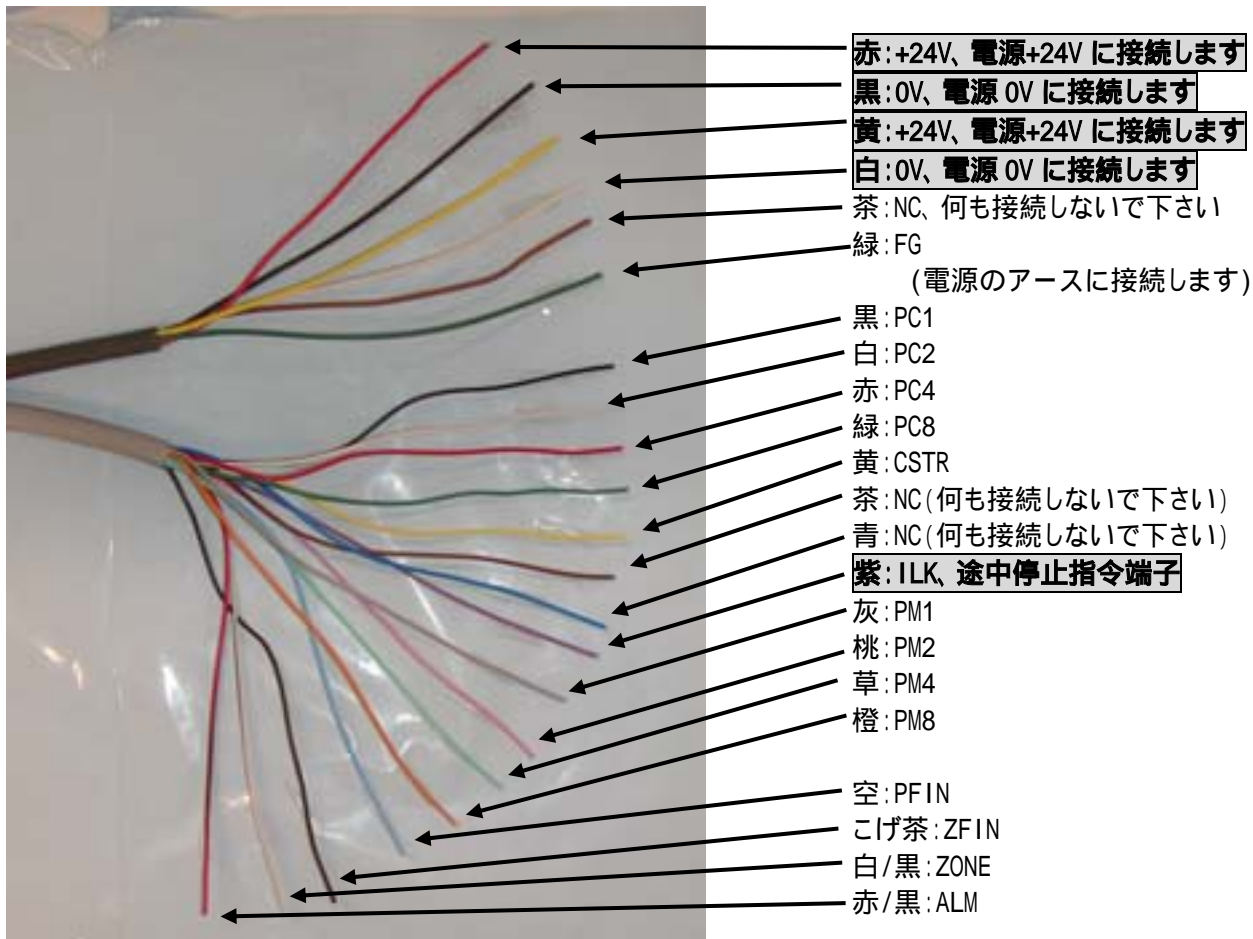 赤:+24V、電源+24V に接続します
黒:0V、電源 0V に接続します
黄:+24V、電源+24V に接続します
白:0V、電源 0V に接続します
茶:NC、何も接続しないで下さい
緑:FG
(電源のアースに接続します)
黒:PC1
白:PC2
赤:PC4
緑:PC8
黄:CSTR
茶:NC(何も接続しないで下さい)
青:NC(何も接続しないで下さい)
紫:ILK、途中停止指令端子
灰:PM1
桃:PM2
草:PM4
橙:PM8
空:PFIN
こげ茶:ZFIN
白/黒:ZONE
赤/黒:ALM